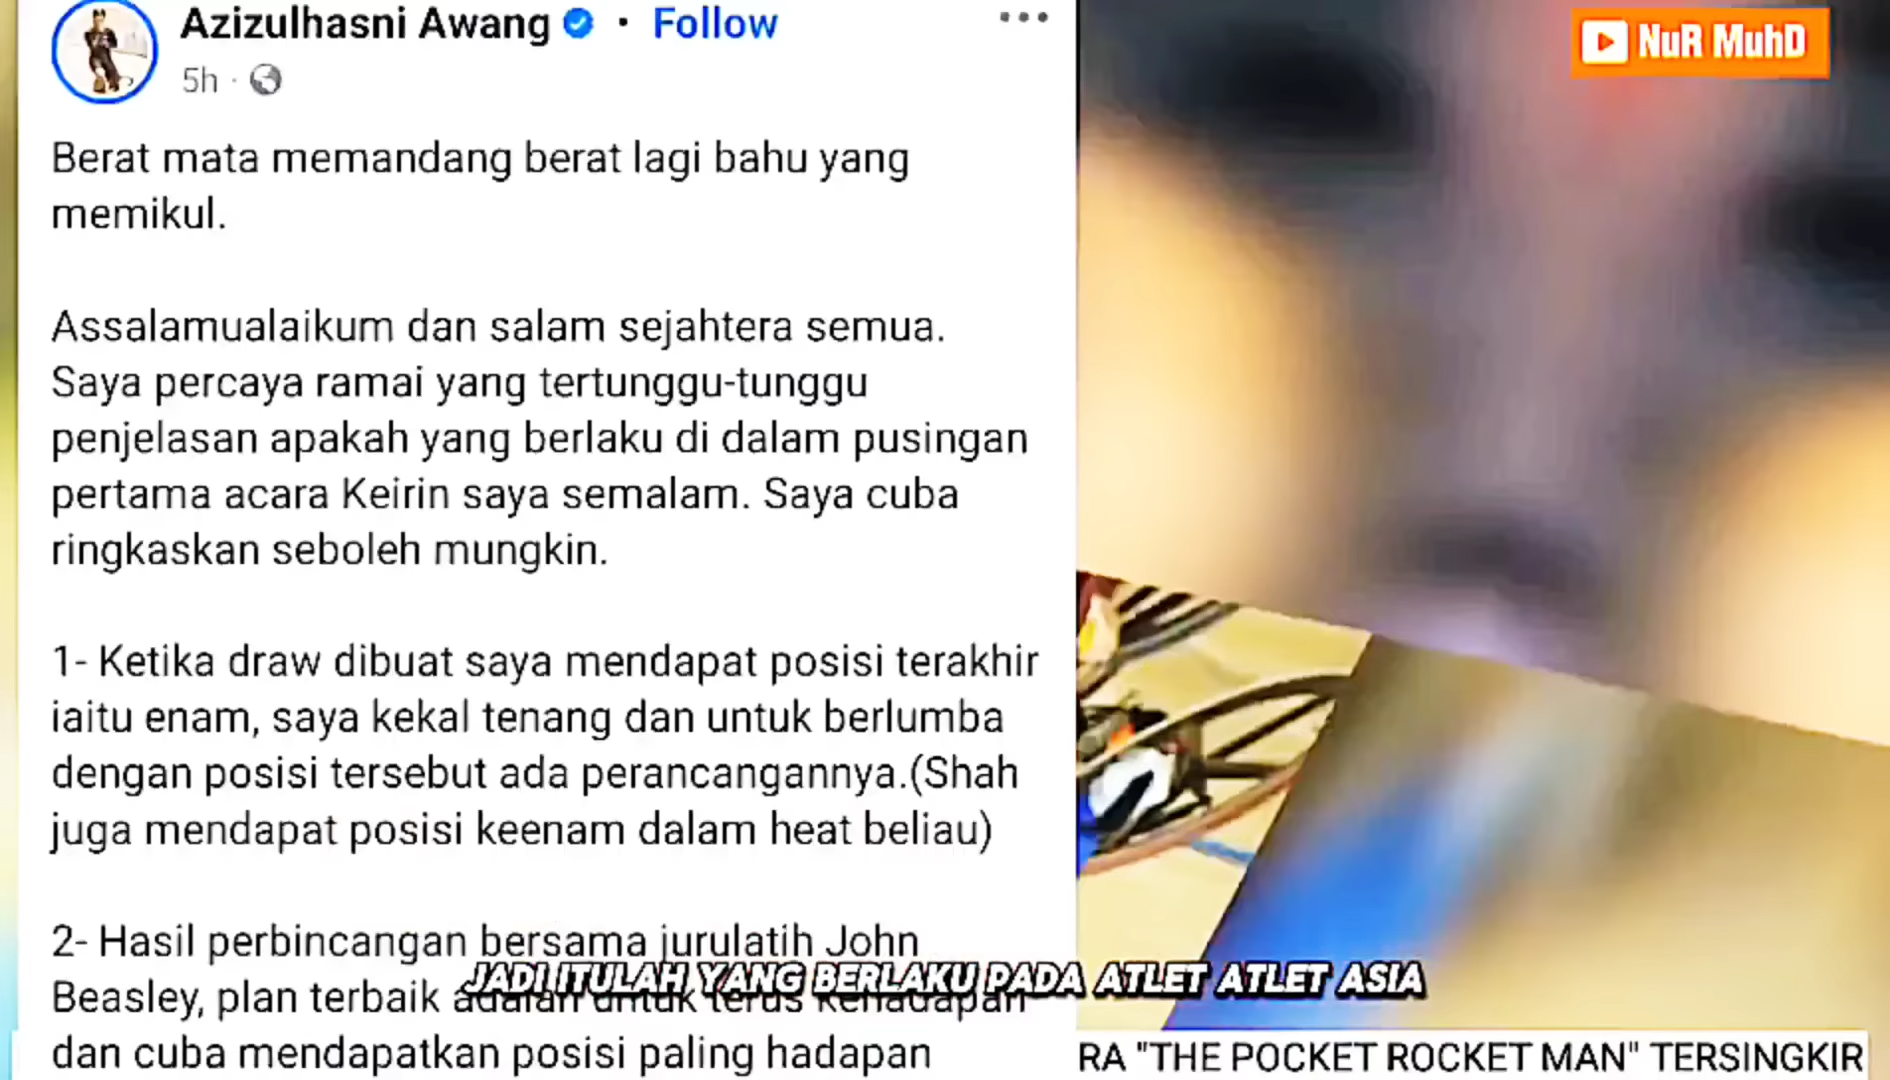 Azizulhasni Awang · Follow
5h
Berat mata memandang berat lagi bahu yang
memikul.
Assalamualaikum dan salam sejahtera semua.
Saya percaya ramai yang tertunggu-tunggu
penjelasan apakah yang berlaku di dalam pusingan
pertama acara Keirin saya semalam. Saya cuba
ringkaskan seboleh mungkin.
1- Ketika draw dibuat saya mendapat posisi terakhir
iaitu enam, saya kekal tenang dan untuk berlumba
dengan posisi tersebut ada perancangannya.(Shah
juga mendapat posisi keenam dalam heat beliau)
2- Hasil perbincangan bersama jurulatih John
Beasley, plan terbaik adalah untuk terus kehadapan
dan cuba mendapatkan posisi paling hadapan
NuR MuhD
JADI ITULAH YANG BERLAKU PADA ATLET ATLET ASIA
RA "THE POCKET ROCKET MAN" TERSINGKIR